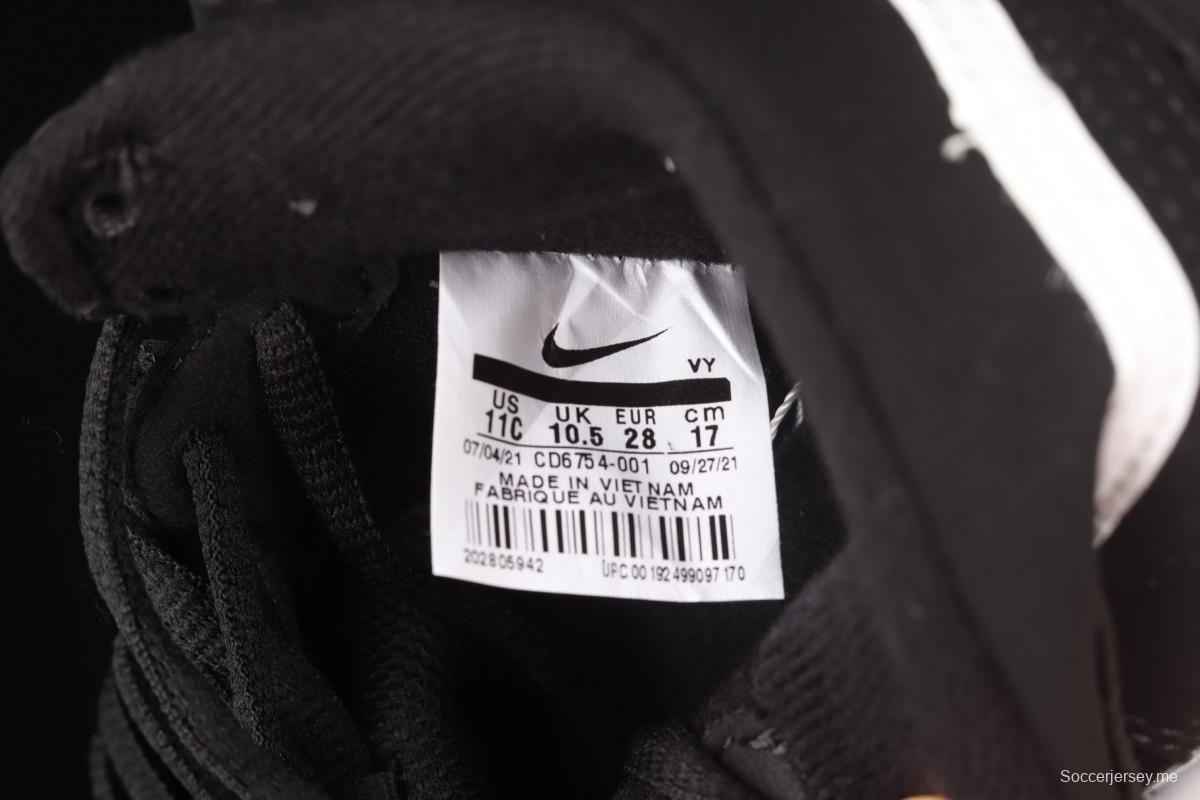 VY
US UK EUR cm
11C 10.5 28 17
07/04/21 CD6754-001 09/27/21
MADE IN VIETNAM
FABRIQUE AU VIETNAM
202805942 UPC 00192499097170
Soccerjersey.me